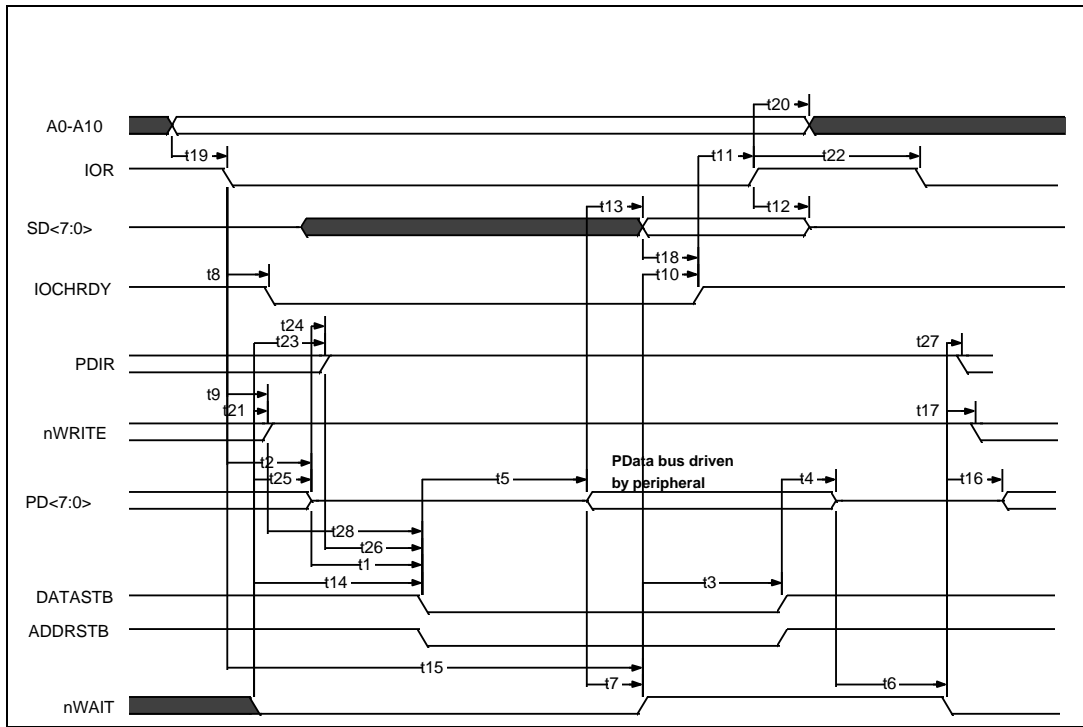 t20
A0-A10
t19
t11
t22
IOR
t13
t12
SD<7:0>
t18
t8
t10
IOCHRDY
t24
t23
t27
PDIR
t9
t21
t17
nWRITE
t2
PData bus driven
t25
t5
by peripheral
t4
t16
PD<7:0>
t28
t26
t1
t14
t3
DATASTB
ADDRSTB
t15
t7
t6
nWAIT